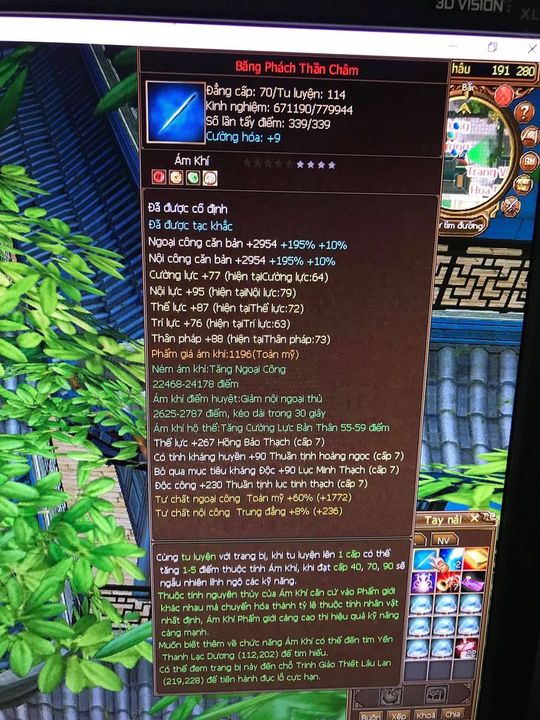 3D VISION
Băng Phách Thần Châm
hầu 191 280
Đẳng cấp: 70/Tu luyện: 114
Kinh nghiệm: 671190/779944
Số lần tẩy điểm: 339/339
Cường hóa: +9
Bắc
Ám Khí
Đã được cố định
Đã được tạc khắc
Ngoại công căn bản +2954 +195% +10%
Nội công căn bản +2954 +195% +10%
Cường lực +77 (hiện tạiCường lực:64)
Nội lực +95 (hiện tạiNội lực:79)
Thể lực +87 (hiện tạiThể lực:72)
Trí lực +76 (hiện tạiTrí lực:63)
Thân pháp +88 (hiện tạiThân pháp:73)
Phẩm giá ám khí:1196(Toàn mỹ)
Ném ám khí:Tăng Ngoại Công
22468-24178 điểm
Ám khí điểm huyệt:Giảm nội ngoại thủ
2625-2787 điểm, kéo dài trong 30 giây
Ám khí hộ thể:Tăng Cường Lực Bản Thân 55-59 điểm
Thể lực +267 Hồng Bảo Thạch (cấp 7)
Có tính kháng huyền +90 Thuần tịnh hoàng ngọc (cấp 7)
Bỏ qua mục tiêu kháng Độc +90 Lục Minh Thạch (cấp 7)
Độc công +230 Thuần tịnh lục tinh thạch (cấp 7)
Tư chất ngoại công Toàn mỹ +60% (+1772)
Tư chất nội công Trung đẳng +8% (+236)
Tay nải
NV
Cùng tu luyện với trang bị, khi tu luyện lên 1 cấp có thể
tăng 1-5 điểm thuộc tính Ám Khí, khi đạt cấp 40, 70, 90 sẽ
ngẫu nhiên lĩnh ngộ các kỹ năng.
Thuộc tính nguyên thủy của Ám Khí căn cứ vào Phẩm giới
khác nhau mà chuyển hóa thành tỷ lệ thuộc tính nhân vật
nhất định, Ám Khí Phẩm giới càng cao thì hiệu quả kỹ năng
càng mạnh.
Muốn biết thêm về chức năng Ám Khí có thể đến tìm Yến
Thanh Lạc Dương (112,202) để tìm hiểu.
Có thể đem trang bị này đến chỗ Trinh Giảo Thiết Lâu Lan
(219,228) để tiến hành đục lỗ cực hạn.
Buôn Xếp Khoá Chia